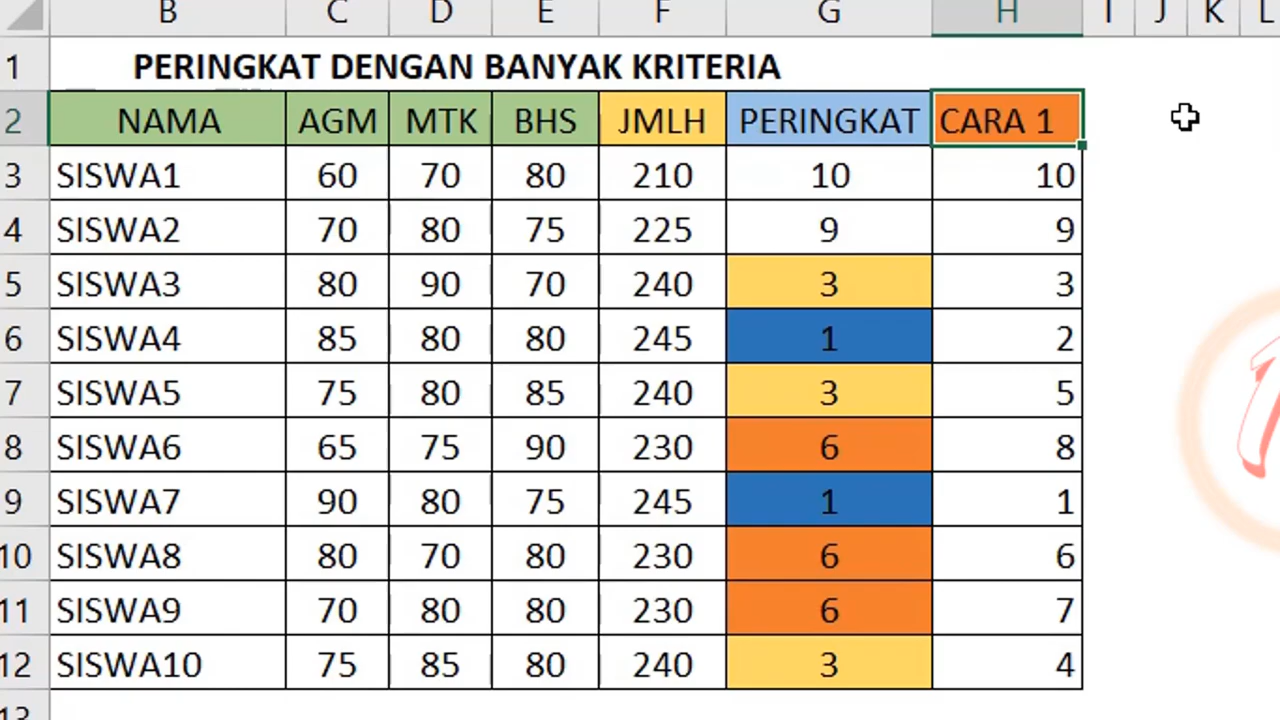 B C D E F G H I J K L
1 PERINGKAT DENGAN BANYAK KRITERIA
2 NAMA AGM MTK BHS JMLH PERINGKAT CARA 1
3 SISWA1 60 70 80 210 10 10
4 SISWA2 70 80 75 225 9 9
5 SISWA3 80 90 70 240 3 3
6 SISWA4 85 80 80 245 1 2
7 SISWA5 75 80 85 240 3 5
8 SISWA6 65 75 90 230 6 8
9 SISWA7 90 80 75 245 1 1
10 SISWA8 80 70 80 230 6 6
11 SISWA9 70 80 80 230 6 7
12 SISWA10 75 85 80 240 3 4
13